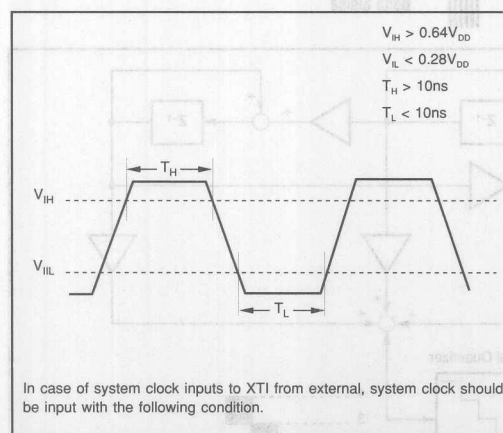 V_IH > 0.64V_DD
V_IL < 0.28V_DD
T_H > 10ns
T_L < 10ns
T_H
V_IH
V_IIL
T_L
In case of system clock inputs to XTI from external, system clock should
be input with the following condition.